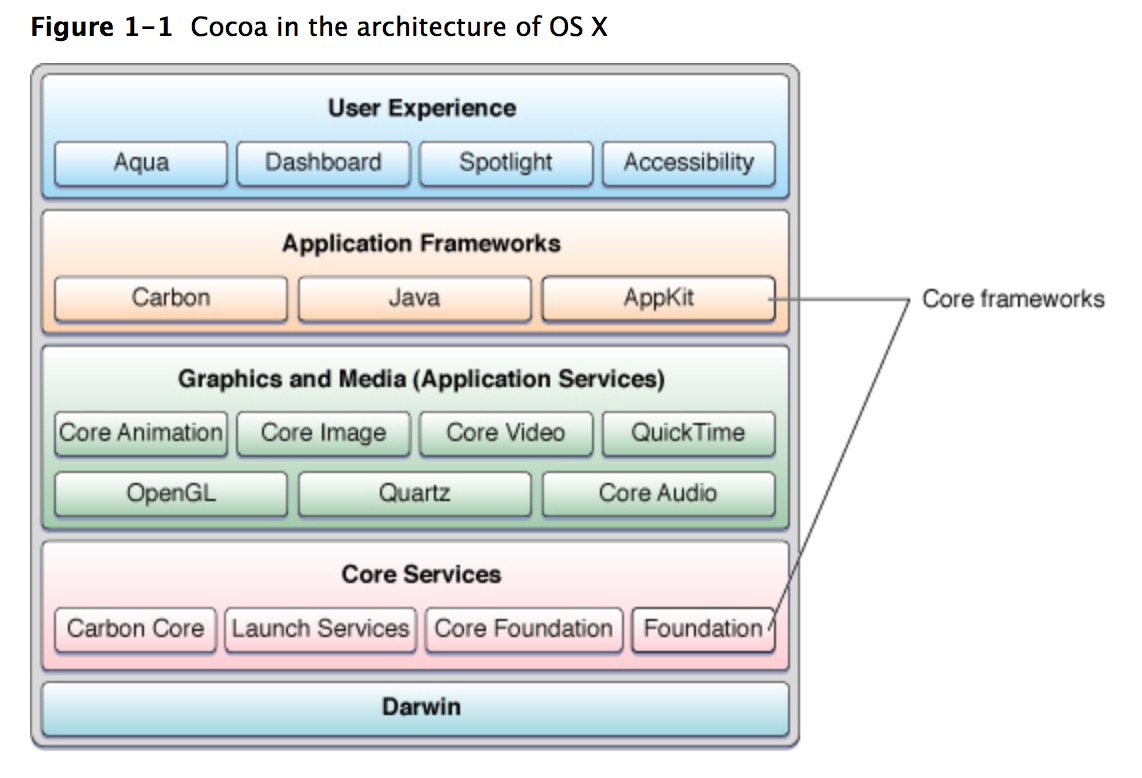 Figure 1-1 Cocoa in the architecture of OS X
User Experience
Aqua Dashboard Spotlight Accessibility
Application Frameworks
Carbon Java AppKit Core frameworks
Graphics and Media (Application Services)
Core Animation Core Image Core Video QuickTime
OpenGL Quartz Core Audio
Core Services
Carbon Core Launch Services Core Foundation Foundation
Darwin